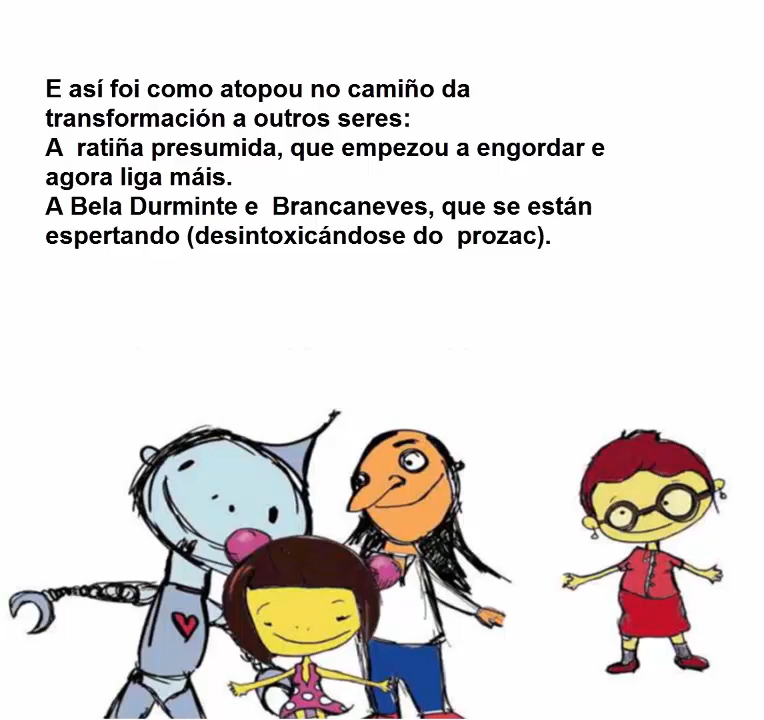 E así foi como atopou no camiño da
transformación a outros seres:
A ratiña presumida, que empezou a engordar e
agora liga máis.
A Bela Durminte e Brancaneves, que se están
espertando (desintoxicándose do prozac).